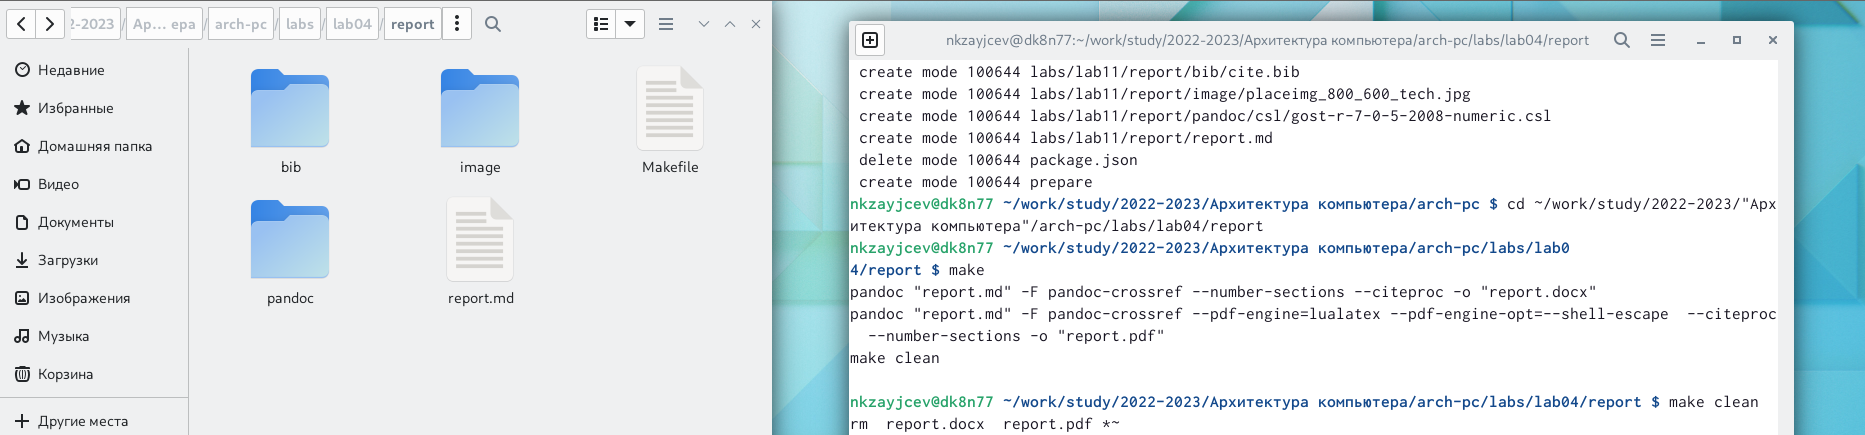 2-2023 / Ар... ера / arch-pc / labs / lab04 / report
Недавние
Избранные
Домашняя папка
Видео
Документы
Загрузки
Изображения
Музыка
Корзина
Другие места
bib
image
Makefile
pandoc
report.md
nkzayjcev@dk8n77:~/work/study/2022-2023/Архитектура компьютера/arch-pc/labs/lab04/report
create mode 100644 labs/lab11/report/bib/cite.bib
create mode 100644 labs/lab11/report/image/placeimg_800_600_tech.jpg
create mode 100644 labs/lab11/report/pandoc/csl/gost-r-7-0-5-2008-numeric.csl
create mode 100644 labs/lab11/report/report.md
delete mode 100644 package.json
create mode 100644 prepare
nkzayjcev@dk8n77 ~/work/study/2022-2023/Архитектура компьютера/arch-pc $ cd ~/work/study/2022-2023/"Арх
итектура компьютера"/arch-pc/labs/lab04/report
nkzayjcev@dk8n77 ~/work/study/2022-2023/Архитектура компьютера/arch-pc/labs/lab0
4/report $ make
pandoc "report.md" -F pandoc-crossref --number-sections --citeproc -o "report.docx"
pandoc "report.md" -F pandoc-crossref --pdf-engine=lualatex --pdf-engine-opt=--shell-escape  --citeproc
--number-sections -o "report.pdf"
make clean
nkzayjcev@dk8n77 ~/work/study/2022-2023/Архитектура компьютера/arch-pc/labs/lab04/report $ make clean
rm  report.docx  report.pdf *~